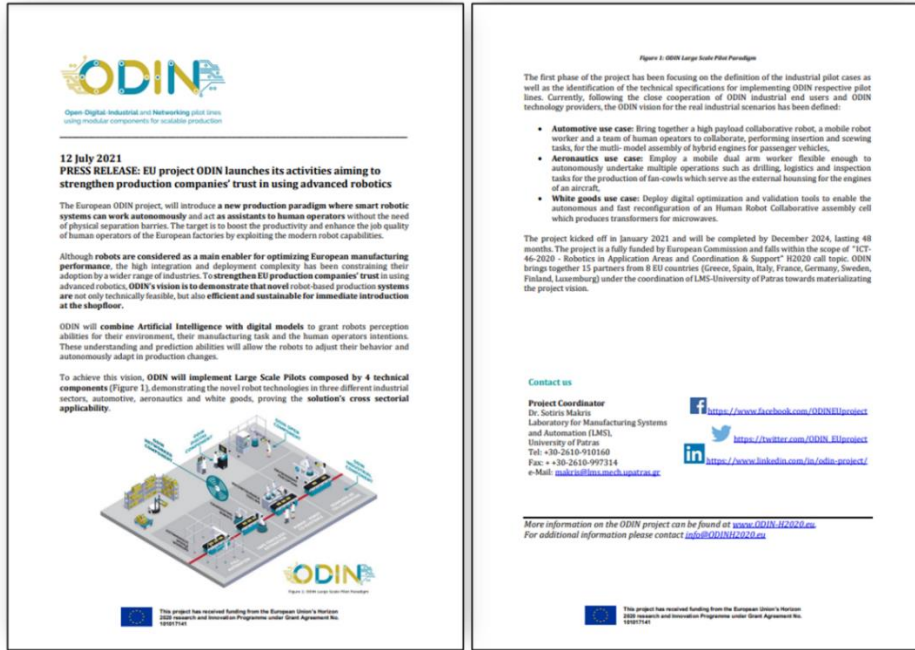 ODIN
Open-Digital-Industrial and Networking pilot lines
using modular components for scalable production
12 July 2021
PRESS RELEASE: EU project ODIN launches its activities aiming to
strengthen production companies' trust in using advanced robotics
The European ODIN project, will introduce a new production paradigm where smart robotic
systems can work autonomously and act as assistants to human operators without the need
of physical separation barries. The target is to boost the productivity and enhance the job quality
of human operators of the European factories by exploiting the modern robot capabilities.
Although robots are considered as a main enabler for optimizing European manufacturing
performance, the high integration and deployment complexity has been constraining their
adoption by a wider range of industries. To strengthen EU production companies' trust in using
advanced robotics, ODIN's vision is to demonstrate that novel robot-based production systems
are not only technically feasible, but also efficient and sustainable for immediate introduction
at the shopfloor.
ODIN will combine Artificial Intelligence with digital models to grant robots perception
abilities for their environment, their manufacturing task and the human operators intentions.
These understanding and prediction abilities will allow the robots to adjust their behavior and
autonomously adapt in production changes.
To achieve this vision, ODIN will implement Large Scale Pilots composed by 4 technical
components (Figure 1), demonstrating the novel robot technologies in three different industrial
sectors, automotive, aeronautics and white goods, proving the solution's cross sectorial
applicability.
ODIN
Figure 1: ODIN Large Scale Pilot Paradigm
This project has received funding from the European Union's Horizon
2020 research and Innovation Programme under Grant Agreement No.
101017141
Figure 1: ODIN Large Scale Pilot Paradigm
The first phase of the project has been focusing on the definition of the industrial pilot cases as
well as the identification of the technical specifications for implementing ODIN respective pilot
lines. Currently, following the close cooperation of ODIN industrial end users and ODIN
technology providers, the ODIN vision for the real industrial scenarios has been defined:
• Automotive use case: Bring together a high payload collaborative robot, a mobile robot
worker and a team of human opeators to collaborate, performing insertion and scewing
tasks, for the mutli- model assembly of hybrid engines for passenger vehicles,
• Aeronautics use case: Employ a mobile dual arm worker flexible enough to
autonomously undertake multiple operations such as drilling, logistics and inspection
tasks for the production of fan-cowls which serve as the external hounsing for the engines
of an aircraft,
• White goods use case: Deploy digital optimization and validation tools to enable the
autonomous and fast reconfiguration of an Human Robot Collaborative assembly cell
which produces transformers for microwaves.
The project kicked off in January 2021 and will be completed by December 2024, lasting 48
months. The project is a fully funded by European Commission and falls within the scope of "ICT-
46-2020 - Robotics in Application Areas and Coordination & Support" H2020 call topic. ODIN
brings together 15 partners from 8 EU countries (Greece, Spain, Italy, France, Germany, Sweden,
Finland, Luxemburg) under the coordination of LMS-University of Patras towards materializating
the project vision.
Contact us
Project Coordinator
Dr. Sotiris Makris
Laboratory for Manufacturing Systems
and Automation (LMS),
University of Patras
Tel: +30-2610-910160
Fax: + +30-2610-997314
e-Mail: makris@lms.mech.upatras.gr
https://www.facebook.com/ODINEUproject
https://twitter.com/ODIN_EUproject
https://www.linkedin.com/in/odin-project/
More information on the ODIN project can be found at www.ODIN-H2020.eu.
For additional information please contact info@ODINH2020.eu
This project has received funding from the European Union's Horizon
2020 research and Innovation Programme under Grant Agreement No.
101017141